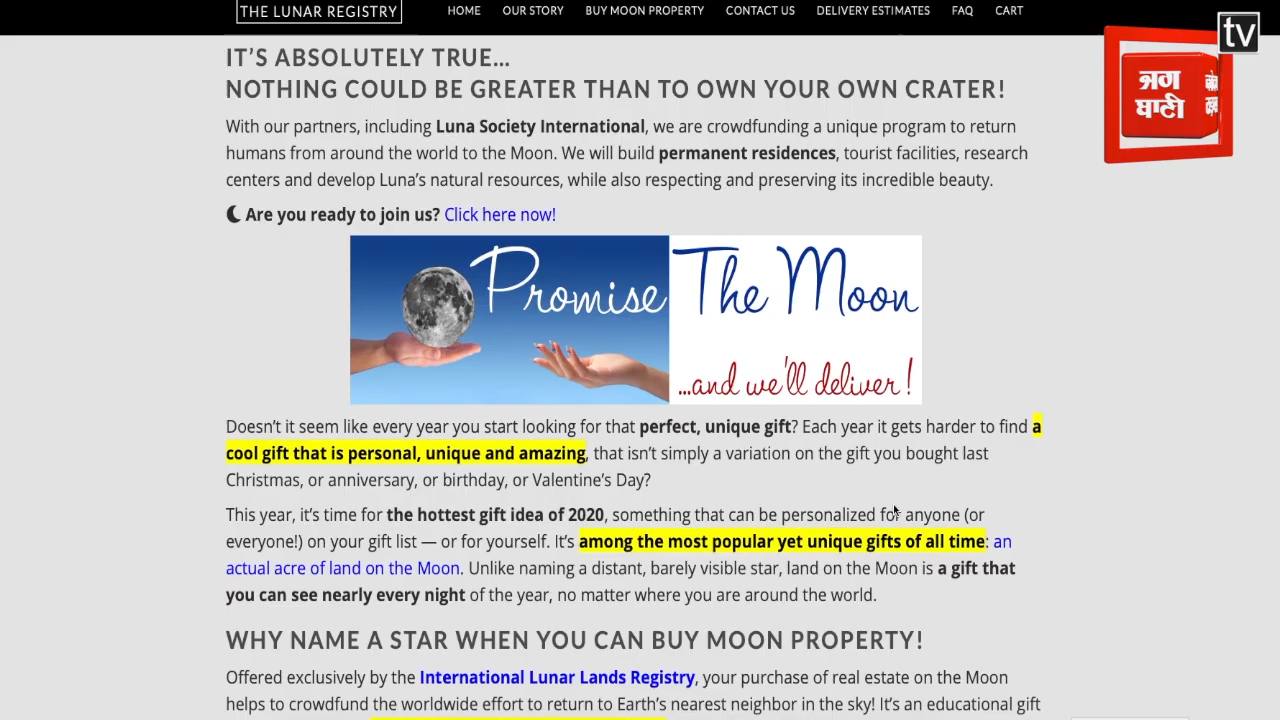 THE LUNAR REGISTRY
HOME OUR STORY BUY MOON PROPERTY CONTACT US DELIVERY ESTIMATES FAQ CART
tv
IT’S ABSOLUTELY TRUE…
NOTHING COULD BE GREATER THAN TO OWN YOUR OWN CRATER!
With our partners, including Luna Society International, we are crowdfunding a unique program to return
humans from around the world to the Moon. We will build permanent residences, tourist facilities, research
centers and develop Luna’s natural resources, while also respecting and preserving its incredible beauty.
Are you ready to join us? Click here now!
Promise The Moon
...and we'll deliver!
Doesn’t it seem like every year you start looking for that perfect, unique gift? Each year it gets harder to find a
cool gift that is personal, unique and amazing, that isn’t simply a variation on the gift you bought last
Christmas, or anniversary, or birthday, or Valentine’s Day?
This year, it’s time for the hottest gift idea of 2020, something that can be personalized for anyone (or
everyone!) on your gift list — or for yourself. It’s among the most popular yet unique gifts of all time: an
actual acre of land on the Moon. Unlike naming a distant, barely visible star, land on the Moon is a gift that
you can see nearly every night of the year, no matter where you are around the world.
WHY NAME A STAR WHEN YOU CAN BUY MOON PROPERTY!
Offered exclusively by the International Lunar Lands Registry, your purchase of real estate on the Moon
helps to crowdfund the worldwide effort to return to Earth’s nearest neighbor in the sky! It’s an educational gift